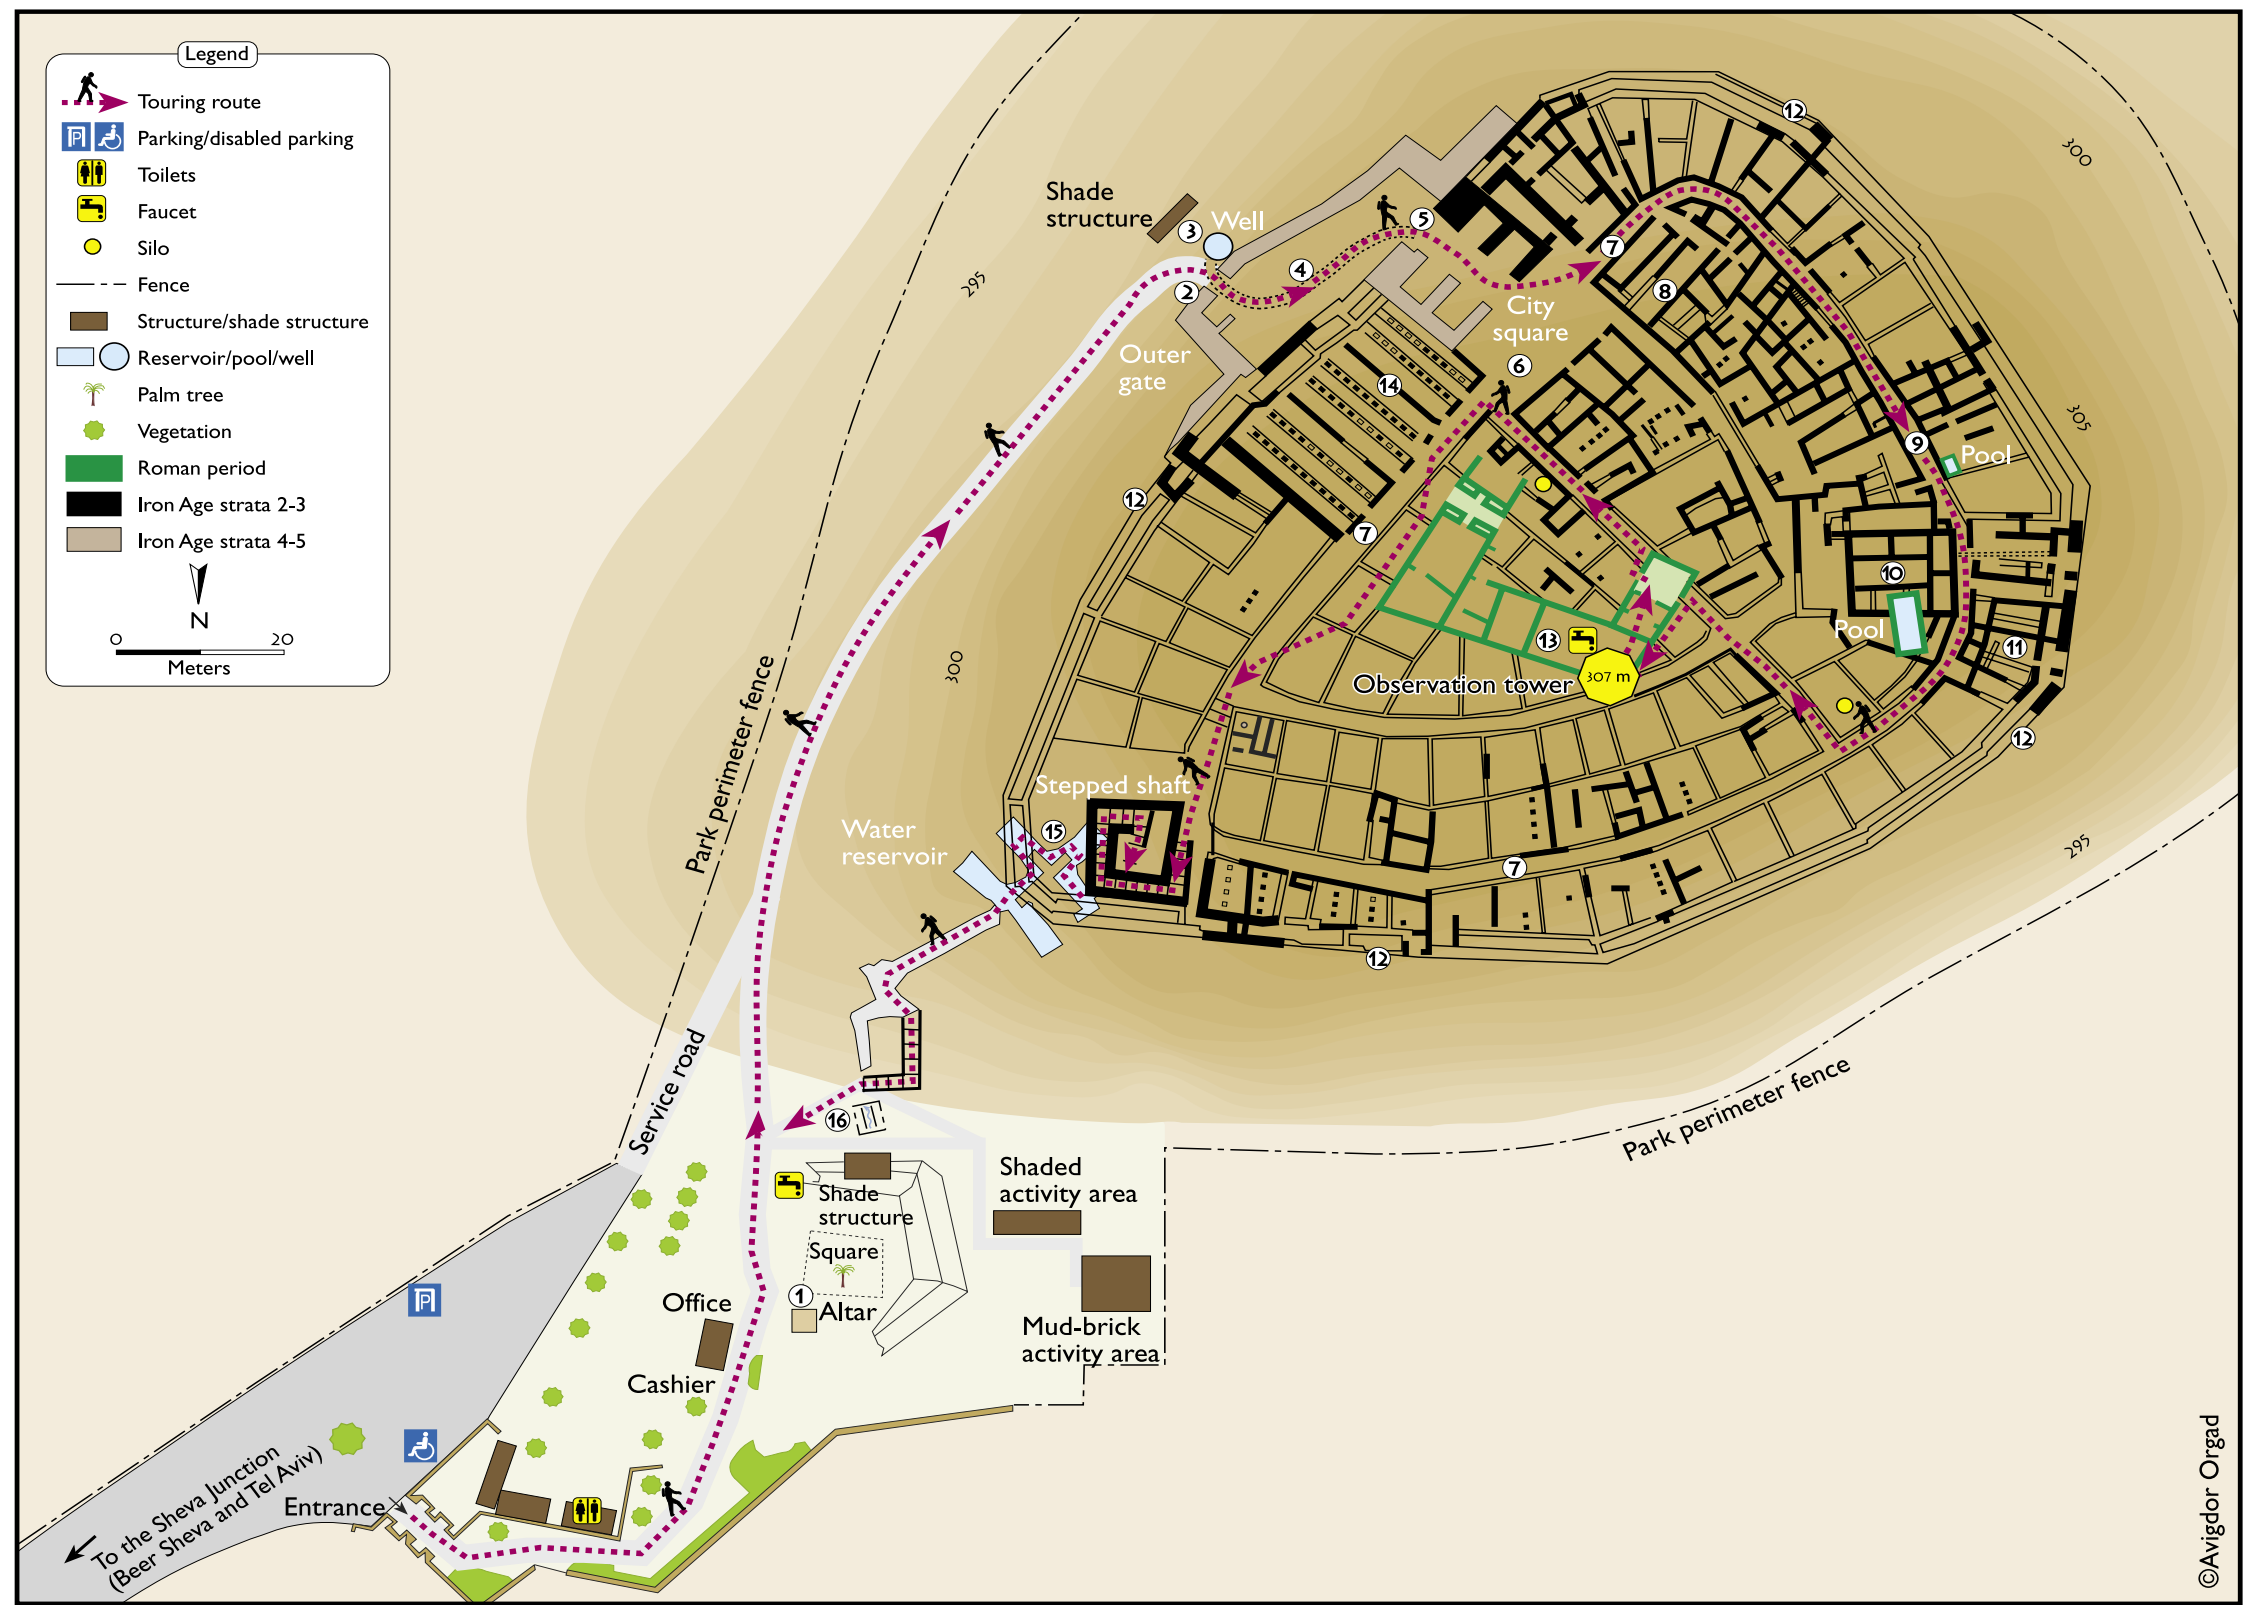 Legend
Touring route
Parking/disabled parking
Toilets
Faucet
Silo
Fence
Structure/shade structure
Reservoir/pool/well
Palm tree
Vegetation
Roman period
Iron Age strata 2-3
Iron Age strata 4-5
N
0 20
Meters
P
12
300
Shade
structure
3
Well
5
7
4
2
8
295
City
square
Outer
gate
6
14
305
9
Pool
12
7
10
Pool
11
13
307 m
Observation tower
300
12
Park perimeter fence
Stepped shaft
Water
reservoir
15
7
295
12
Service road
16
Park perimeter fence
Shaded
activity area
Shade
structure
Square
1
Altar
P
Office
Mud-brick
activity area
Cashier
Entrance
To the Sheva Junction
(Beer Sheva and Tel Aviv)
©Avigdor Orgad